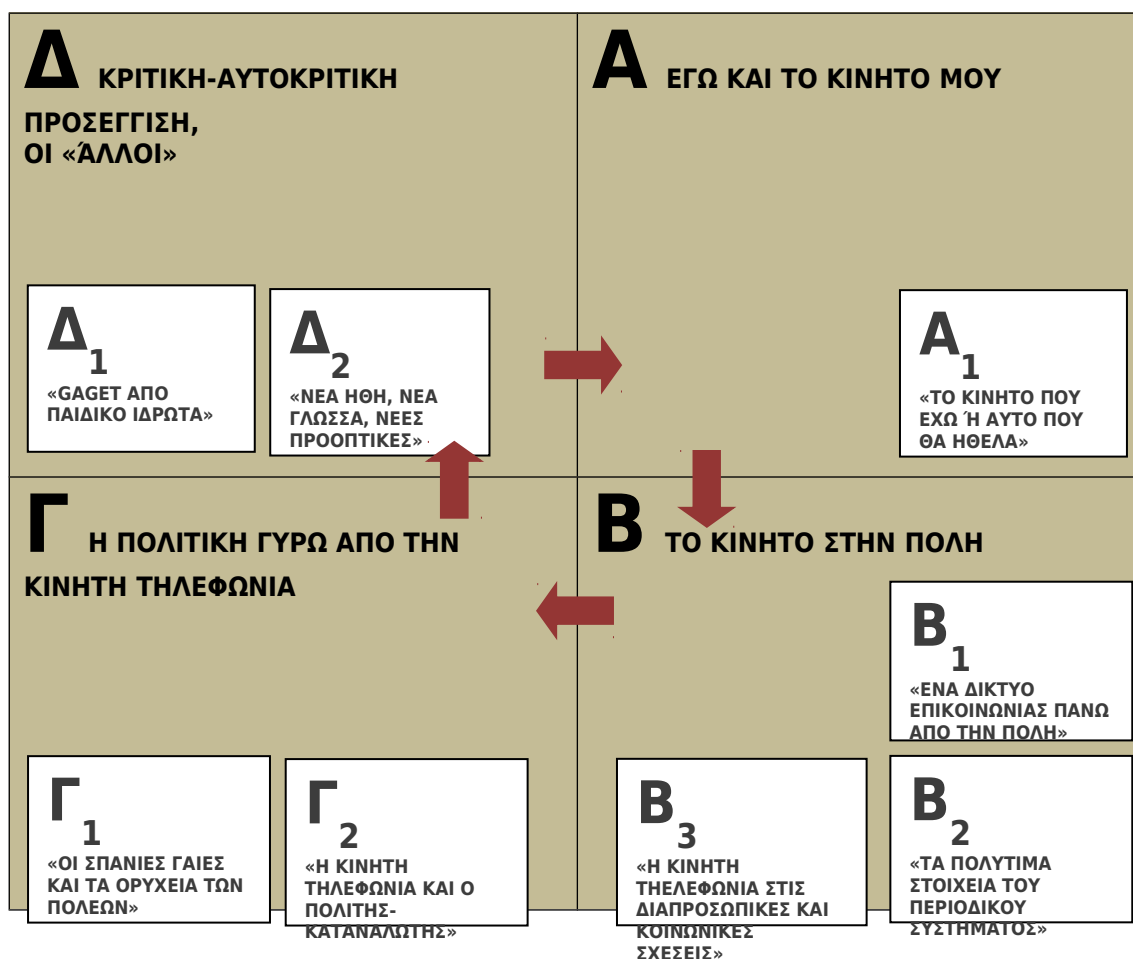 Δ ΚΡΙΤΙΚΗ-ΑΥΤΟΚΡΙΤΙΚΗ
ΠΡΟΣΕΓΓΙΣΗ,
ΟΙ «ΆΛΛΟΙ»
Δ1
«GAGET ΑΠΟ
ΠΑΙΔΙΚΟ ΙΔΡΩΤΑ»
Δ2
«ΝΕΑ ΗΘΗ, ΝΕΑ
ΓΛΩΣΣΑ, ΝΕΕΣ
ΠΡΟΟΠΤΙΚΕΣ»
Α ΕΓΩ ΚΑΙ ΤΟ ΚΙΝΗΤΟ ΜΟΥ
Α1
«ΤΟ ΚΙΝΗΤΟ ΠΟΥ
ΕΧΩ Ή ΑΥΤΟ ΠΟΥ
ΘΑ ΗΘΕΛΑ»
Γ Η ΠΟΛΙΤΙΚΗ ΓΥΡΩ ΑΠΟ ΤΗΝ
ΚΙΝΗΤΗ ΤΗΛΕΦΩΝΙΑ
Γ1
«ΟΙ ΣΠΑΝΙΕΣ ΓΑΙΕΣ
ΚΑΙ ΤΑ ΟΡΥΧΕΙΑ ΤΩΝ
ΠΟΛΕΩΝ»
Γ2
«Η ΚΙΝΗΤΗ
ΤΗΛΕΦΩΝΙΑ ΚΑΙ Ο
ΠΟΛΙΤΗΣ-
ΚΑΤΑΝΑΛΩΤΗΣ»
Β ΤΟ ΚΙΝΗΤΟ ΣΤΗΝ ΠΟΛΗ
Β1
«ΕΝΑ ΔΙΚΤΥΟ
ΕΠΙΚΟΙΝΩΝΙΑΣ ΠΑΝΩ
ΑΠΟ ΤΗΝ ΠΟΛΗ»
Β3
«Η ΚΙΝΗΤΗ
ΤΗΕΛΕΦΩΝΙΑ ΣΤΙΣ
ΔΙΑΠΡΟΣΩΠΙΚΕΣ ΚΑΙ
ΚΟΙΝΩΝΙΚΕΣ
ΣΧΕΣΕΙΣ»
Β2
«ΤΑ ΠΟΛΥΤΙΜΑ
ΣΤΟΙΧΕΙΑ ΤΟΥ
ΠΕΡΙΟΔΙΚΟΥ
ΣΥΣΤΗΜΑΤΟΣ»